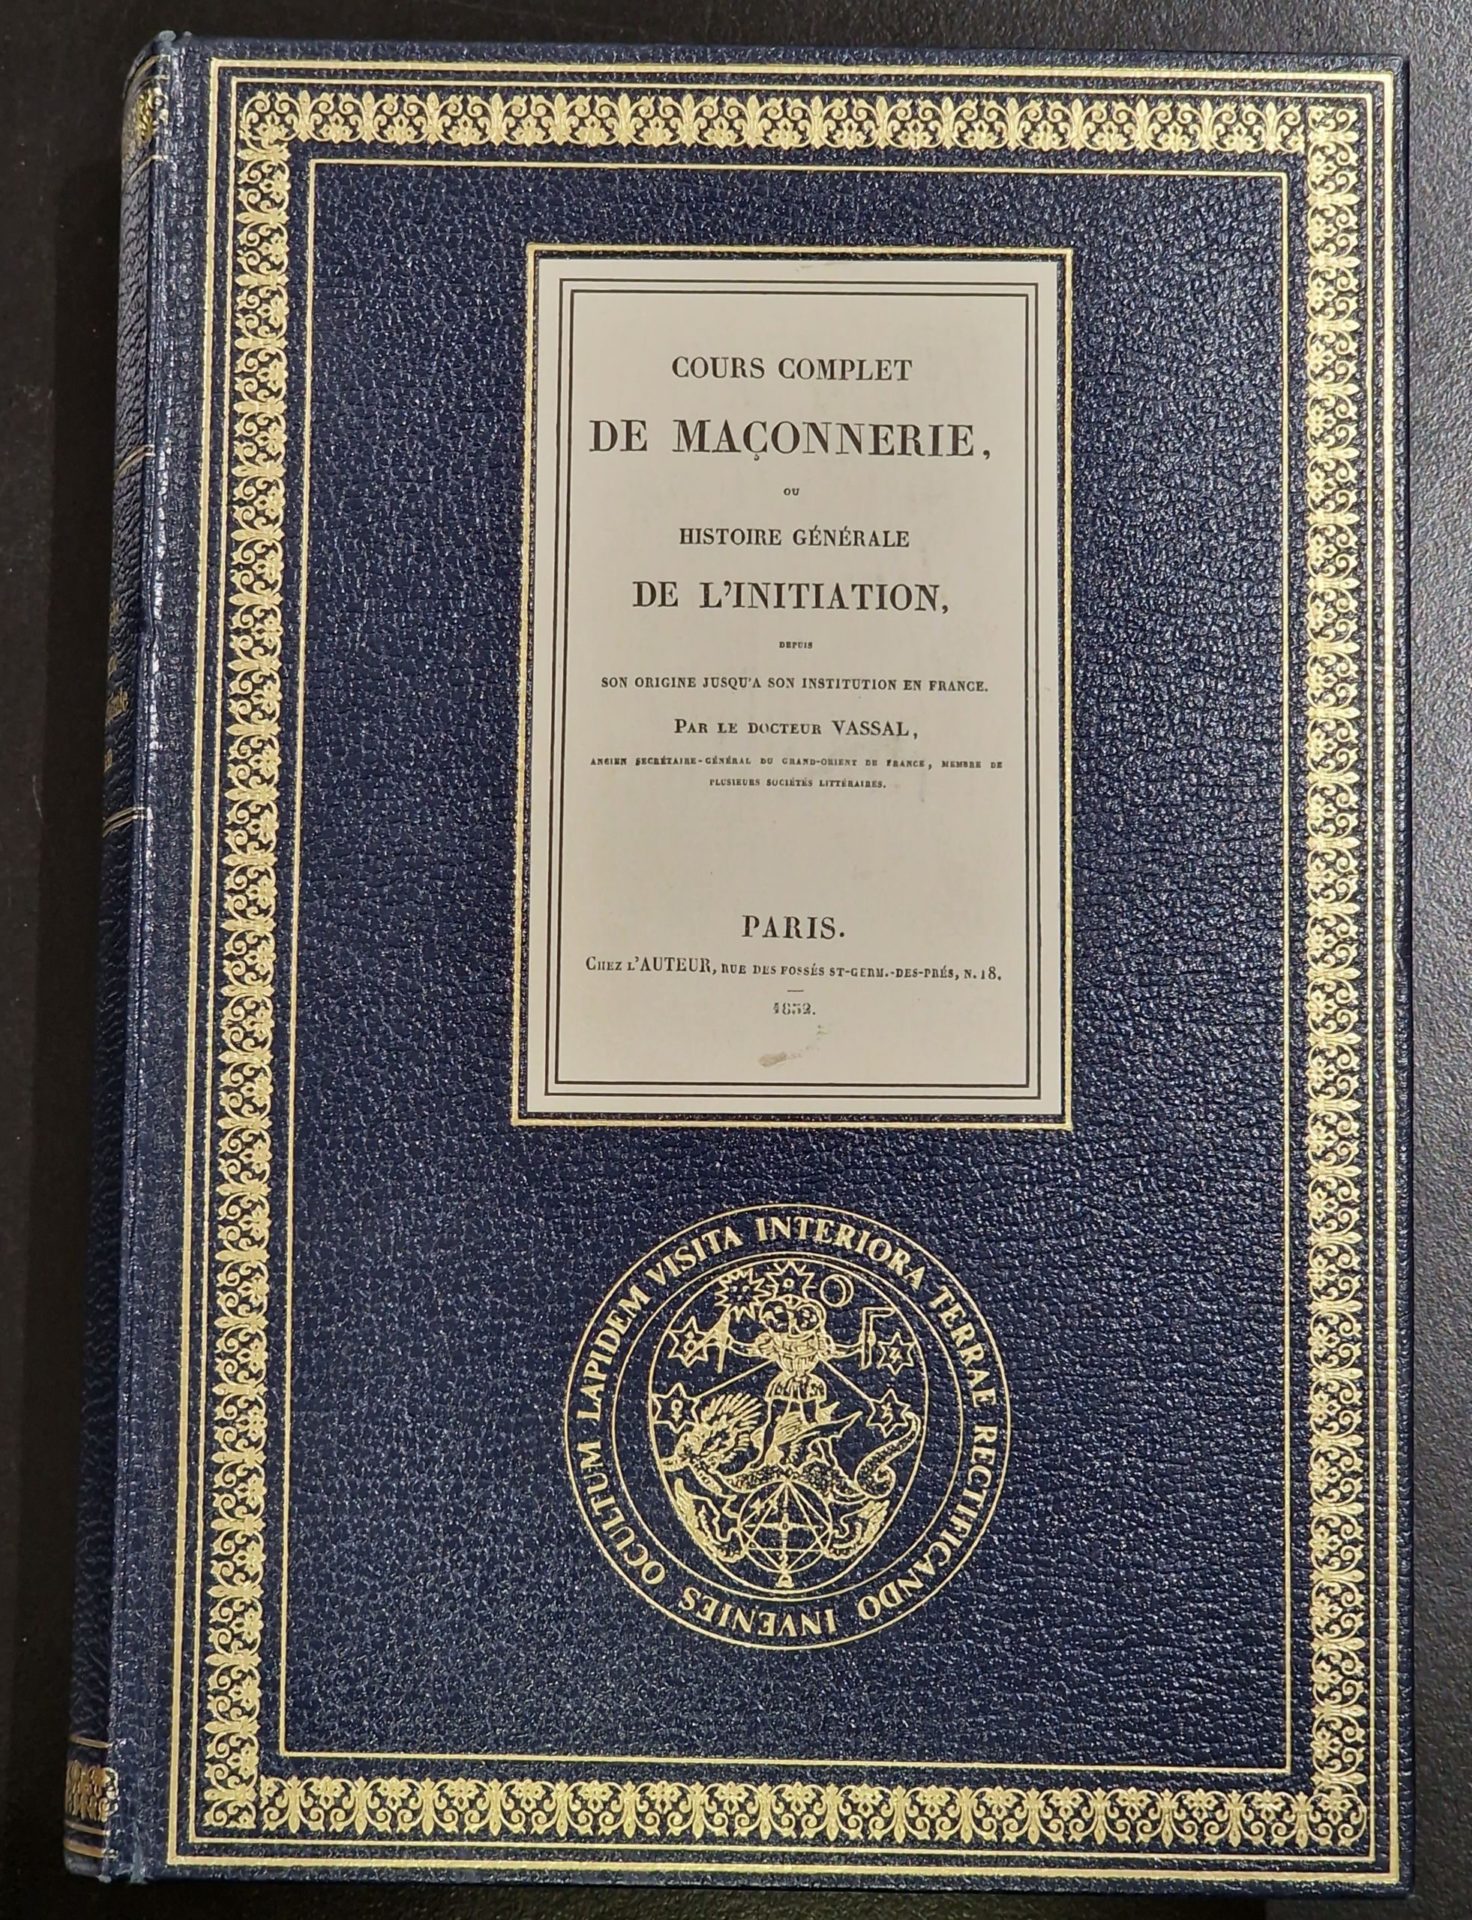 COURS COMPLET
DE MAÇONNERIE,
OU
HISTOIRE GÉNÉRALE
DE L'INITIATION,
DEPUIS
SON ORIGINE JUSQU'A SON INSTITUTION EN FRANCE.
PAR LE DOCTEUR VASSAL,
ANCIEN SECRÉTAIRE-GÉNÉRAL DU GRAND-ORIENT DE FRANCE, MEMBRE DE
PLUSIEURS SOCIÉTÉS LITTÉRAIRES.
PARIS.
CHEZ L'AUTEUR, RUE DES FOSSÉS ST-GERM.-DES-PRÉS, N. 18.
1832.
VISITA INTERIORA TERRAE RECTIFICANDO INVENIES OCULTUM LAPIDEM